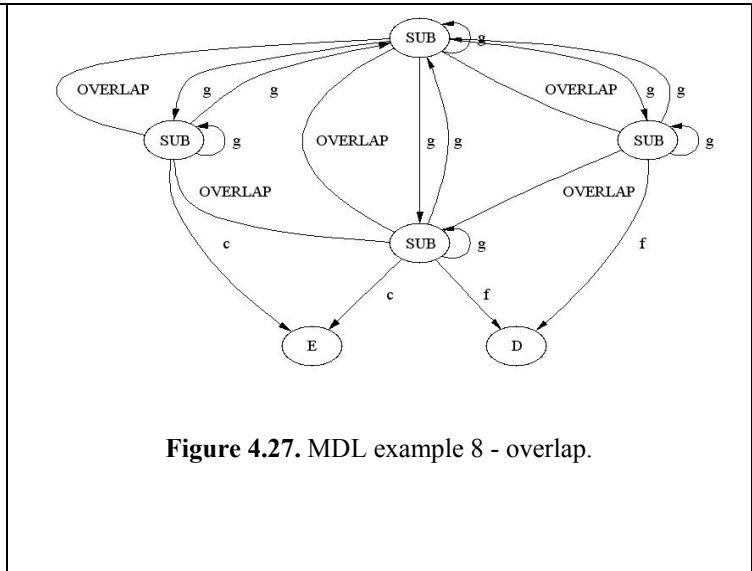 SUB
g
OVERLAP g g g OVERLAP g
SUB g OVERLAP g g SUB g
OVERLAP OVERLAP
c SUB g f
c f
E D
Figure 4.27. MDL example 8 - overlap.